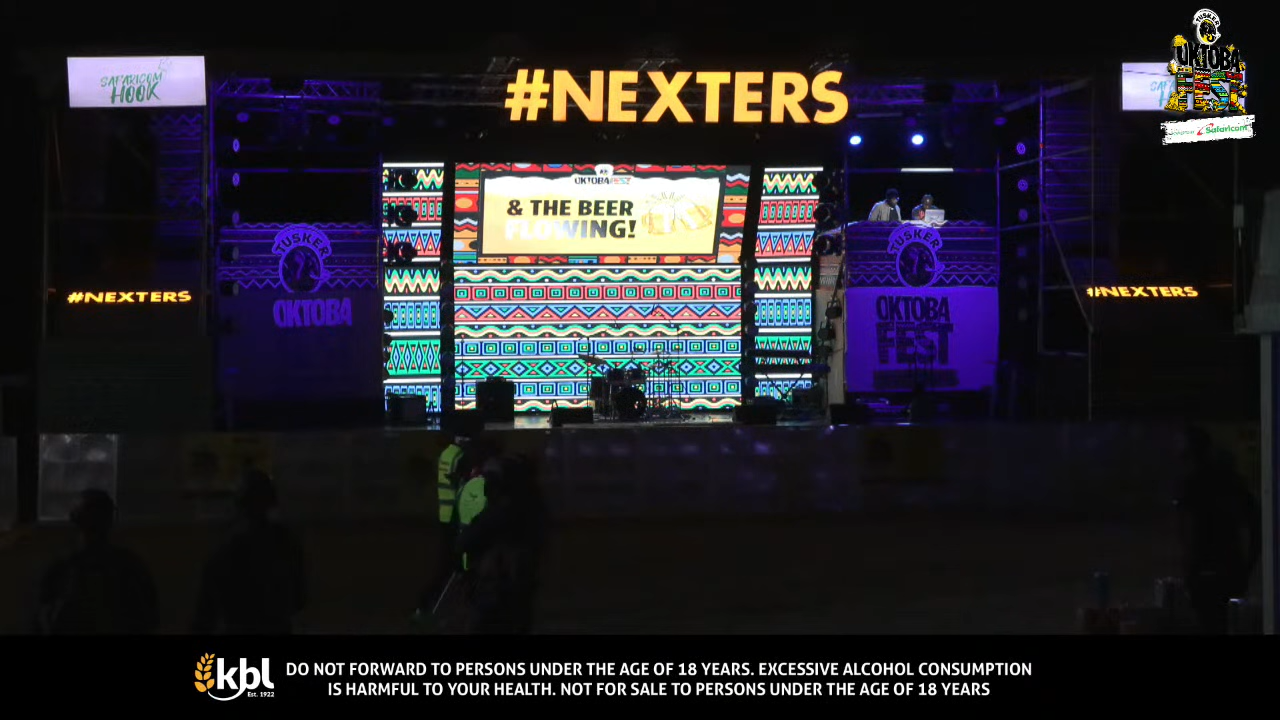 TUSKER
OKTOBA
FEST
Safaricom
SAFARICOM
HOOK
#NEXTERS
OKTOBAFEST
& THE BEER
FLOWING!
TUSKER
OKTOBA
#NEXTERS
TUSKER
OKTOBA
FEST
#NEXTERS
kbl
Est. 1922
DO NOT FORWARD TO PERSONS UNDER THE AGE OF 18 YEARS. EXCESSIVE ALCOHOL CONSUMPTION
IS HARMFUL TO YOUR HEALTH. NOT FOR SALE TO PERSONS UNDER THE AGE OF 18 YEARS